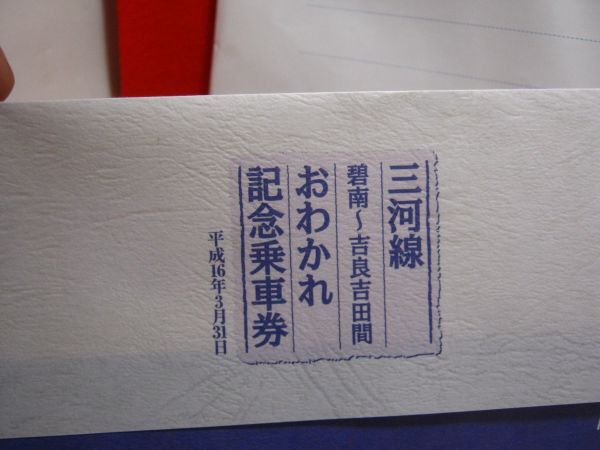 三河線
碧南～吉良吉田間
おわかれ
記念乗車券
平成16年3月31日